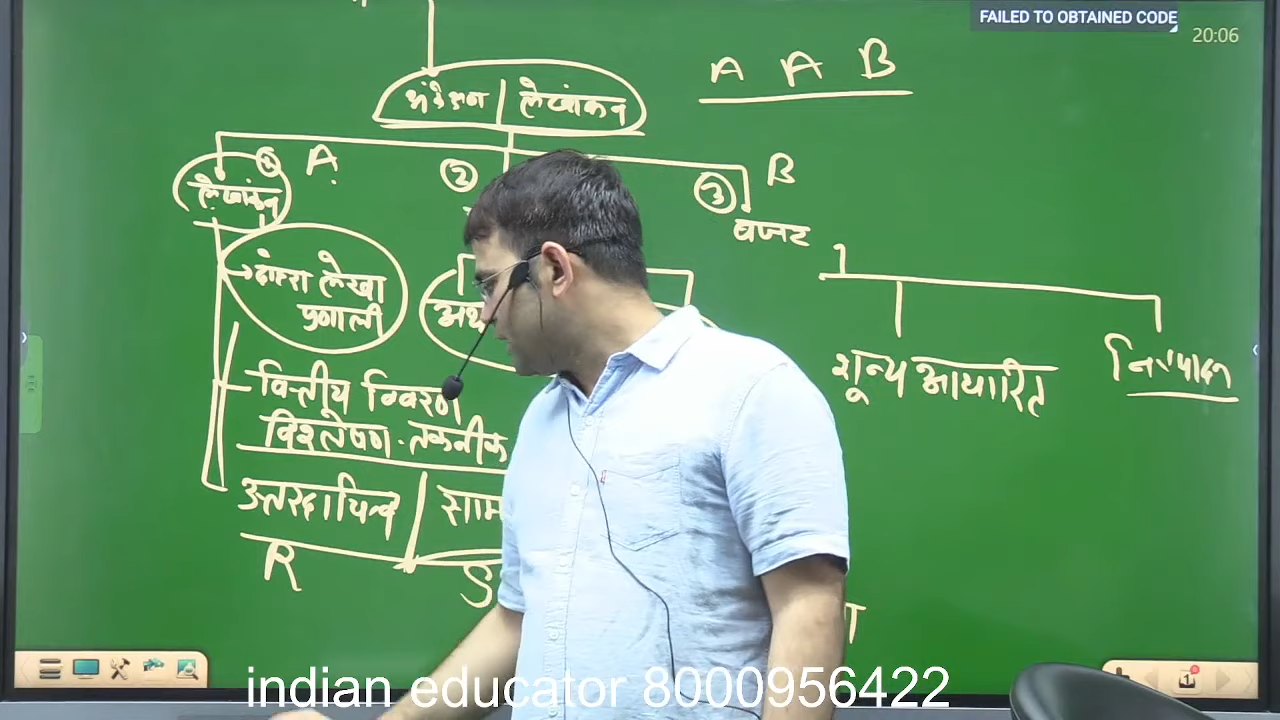 FAILED TO OBTAINED CODE
20:06
A A B
अंकेक्षण | लेखांकन
① A
② 
③ B
लेखांकन
बजट
दोहरा लेखा
प्रणाली
अर्थ
शून्य आधारित
निष्पादन
वित्तीय विवरण
विश्लेषण - तकनीक
उत्तरदायित्व | साम
R
S
indian educator 8000956422